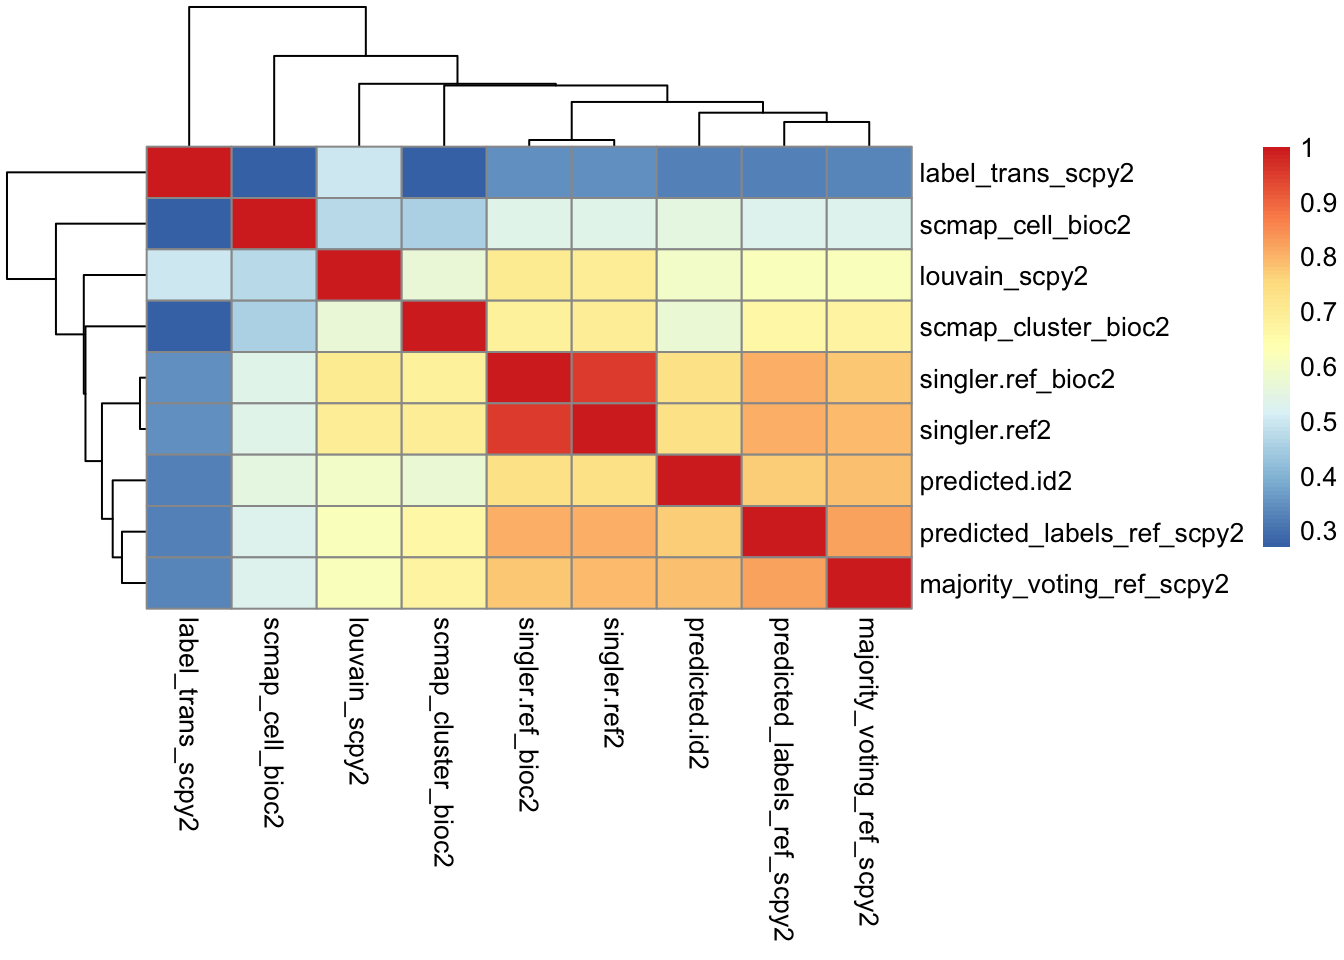 label_trans_scpy2
scmap_cell_bioc2
louvain_scpy2
scmap_cluster_bioc2
singler.ref_bioc2
singler.ref2
predicted.id2
predicted_labels_ref_scpy2
majority_voting_ref_scpy2
1
0.9
0.8
0.7
0.6
0.5
0.4
0.3
label_trans_scpy2
scmap_cell_bioc2
louvain_scpy2
scmap_cluster_bioc2
singler.ref_bioc2
singler.ref2
predicted.id2
predicted_labels_ref_scpy2
majority_voting_ref_scpy2